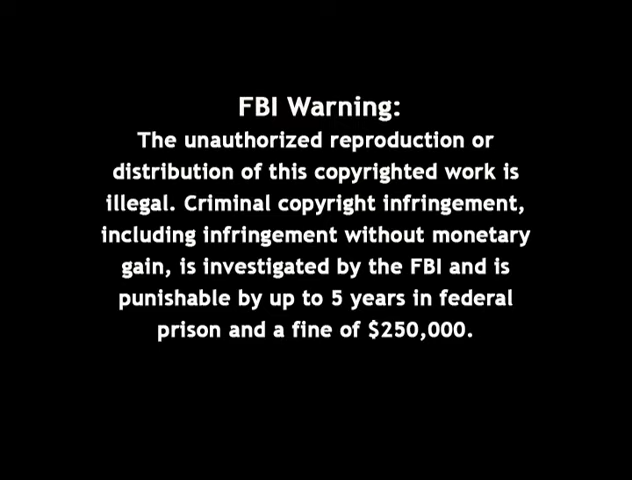 FBI Warning:
The unauthorized reproduction or
distribution of this copyrighted work is
illegal. Criminal copyright infringement,
including infringement without monetary
gain, is investigated by the FBI and is
punishable by up to 5 years in federal
prison and a fine of $250,000.